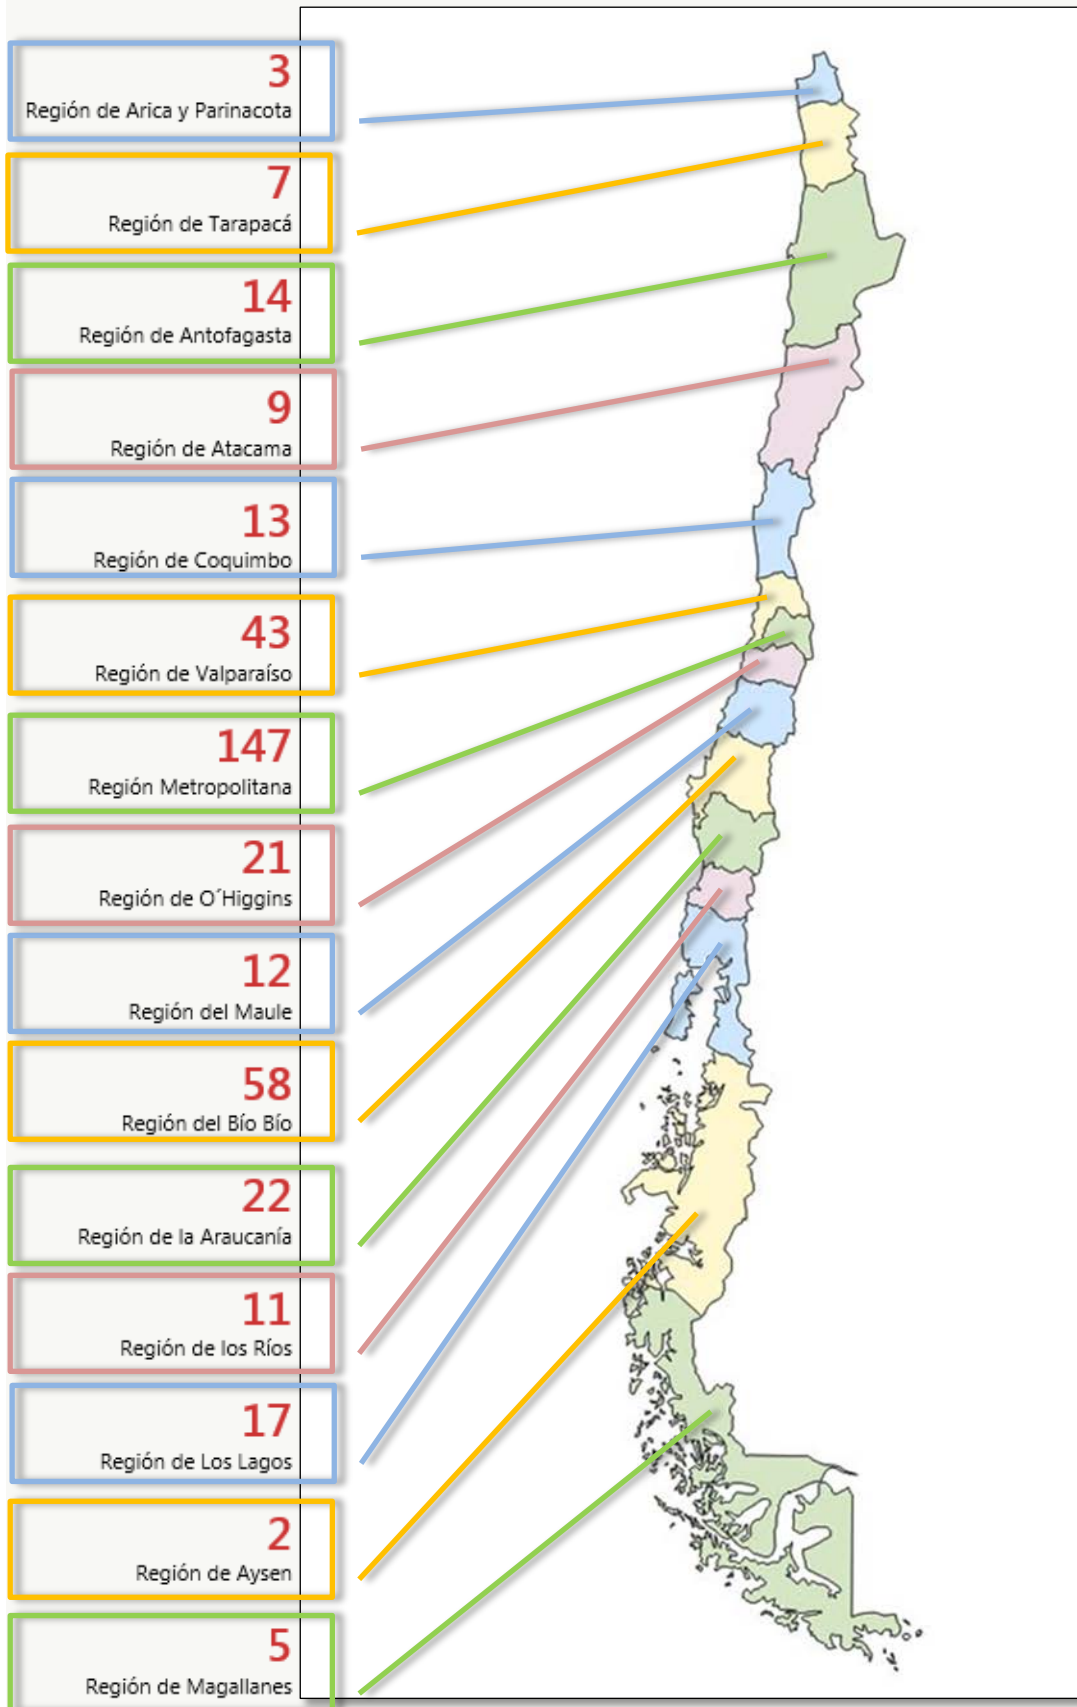 3
Región de Arica y Parinacota
7
Región de Tarapacá
14
Región de Antofagasta
9
Región de Atacama
13
Región de Coquimbo
43
Región de Valparaíso
147
Región Metropolitana
21
Región de O´Higgins
12
Región del Maule
58
Región del Bío Bío
22
Región de la Araucanía
11
Región de los Ríos
17
Región de Los Lagos
2
Región de Aysen
5
Región de Magallanes